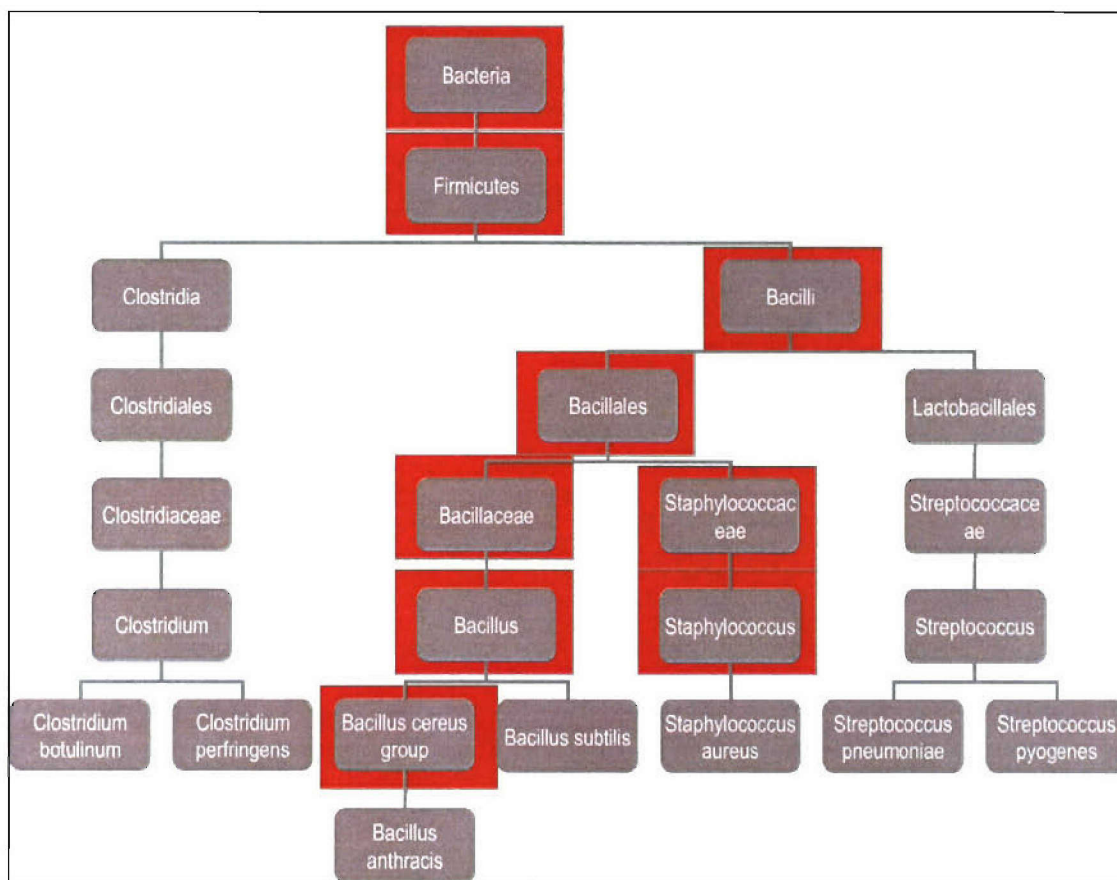 Bacteria
Firmicutes
Clostridia
Bacilli
Clostridiales
Bacillales
Lactobacillales
Clostridiaceae
Bacillaceae
Staphylococcac
eae
Streptococcace
ae
Clostridium
Bacillus
Staphylococcus
Streptococcus
Clostridium
botulinum
Clostridium
perfringens
Bacillus cereus
group
Bacillus subtilis
Staphylococcus
aureus
Streptococcus
pneumoniae
Streptococcus
pyogenes
Bacillus
anthracis